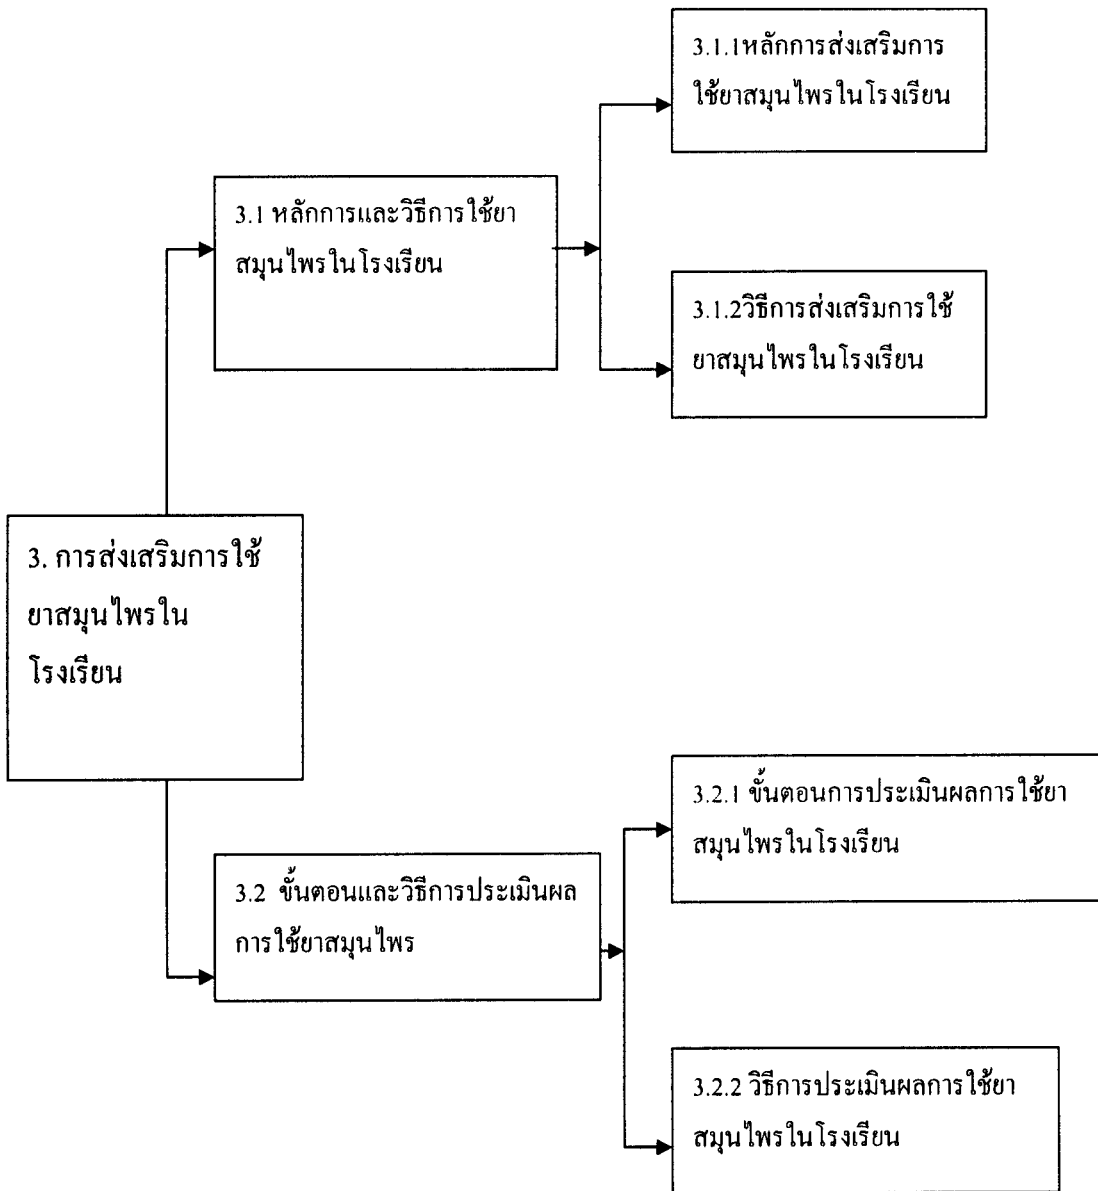 3.1.1หลักการส่งเสริมการ
ใช้ยาสมุนไพรในโรงเรียน
3.1 หลักการและวิธีการใช้ยา
สมุนไพรในโรงเรียน
3.1.2วิธีการส่งเสริมการใช้
ยาสมุนไพรในโรงเรียน
3. การส่งเสริมการใช้
ยาสมุนไพรใน
โรงเรียน
3.2.1 ขั้นตอนการประเมินผลการใช้ยา
สมุนไพรในโรงเรียน
3.2 ขั้นตอนและวิธีการประเมินผล
การใช้ยาสมุนไพร
3.2.2 วิธีการประเมินผลการใช้ยา
สมุนไพรในโรงเรียน